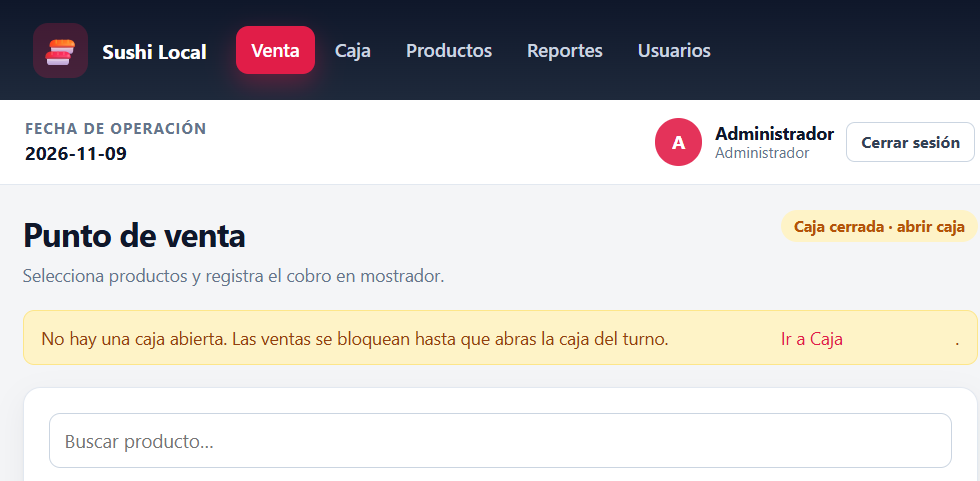 Sushi Local
Venta
Caja
Productos
Reportes
Usuarios
FECHA DE OPERACIÓN
2026-11-09
A
Administrador
Administrador
Cerrar sesión
Punto de venta
Caja cerrada · abrir caja
Selecciona productos y registra el cobro en mostrador.
No hay una caja abierta. Las ventas se bloquean hasta que abras la caja del turno. Ir a Caja .
Buscar producto...